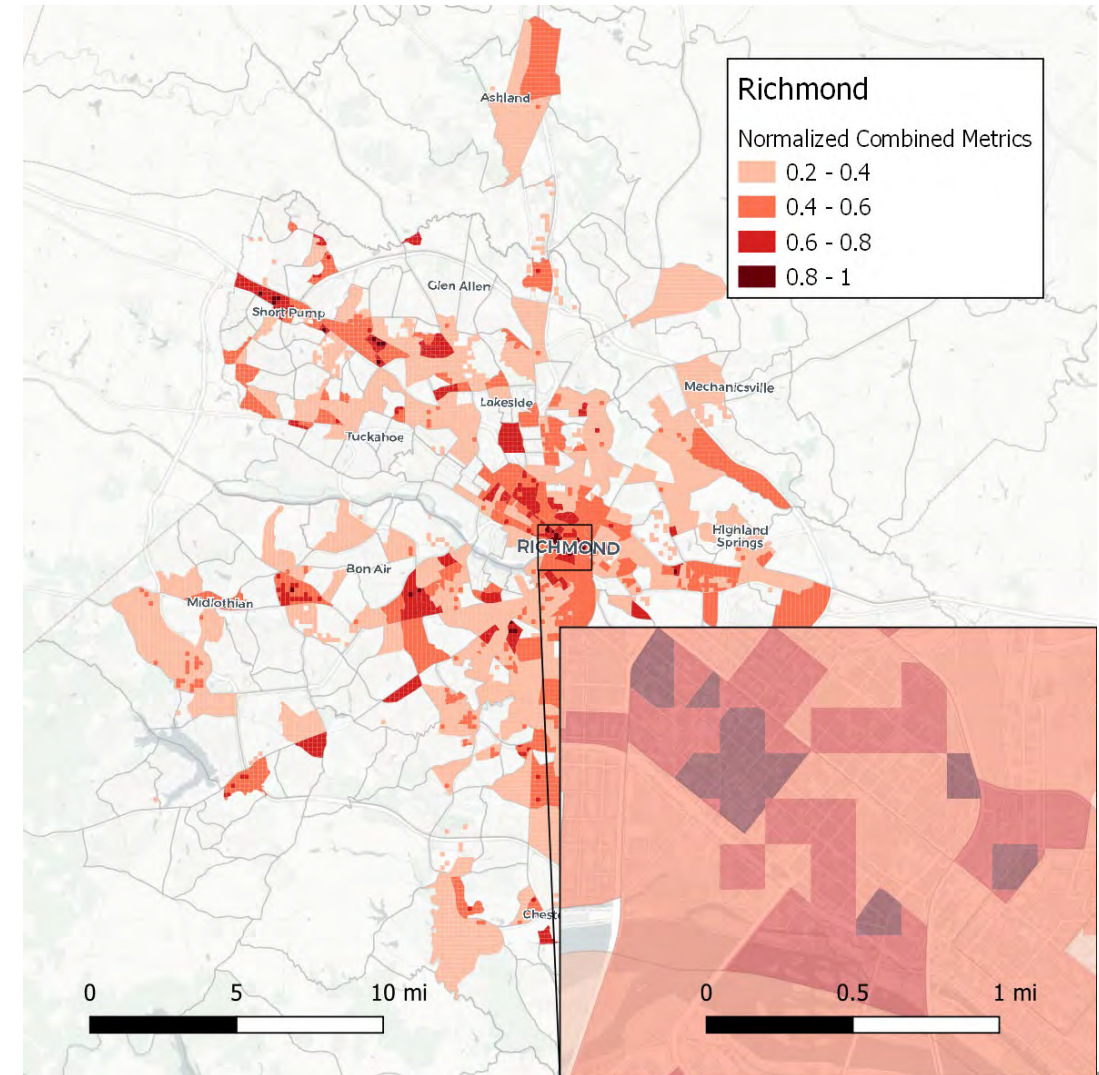 Ashland
Richmond
Normalized Combined Metrics
0.2 - 0.4
0.4 - 0.6
0.6 - 0.8
0.8 - 1
Glen Allen
Short Pump
Mechanicsville
Lakeside
Tuckahoe
Highland
Springs
RICHMOND
Bon Air
Midlothian
Chest
0 5 10 mi
0 0.5 1 mi